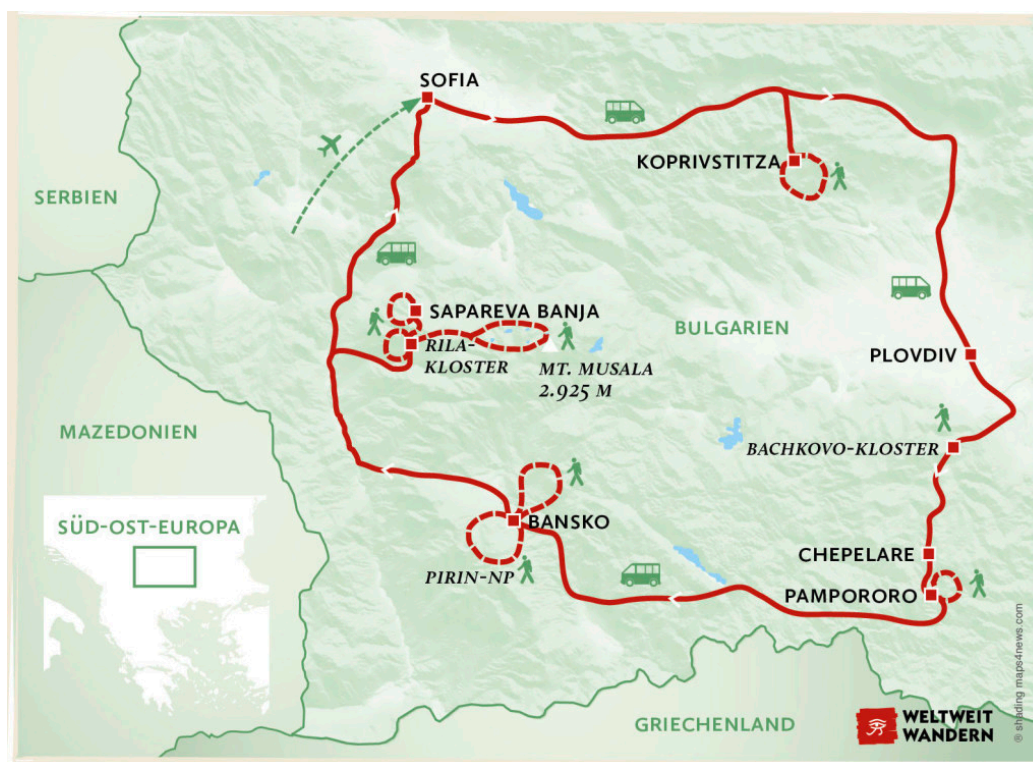 SOFIA
KOPRIVSTITZA
SERBIEN
SAPAREVA BANJA
BULGARIEN
RILA-
KLOSTER
MT. MUSALA
2.925 M
PLOVDIV
MAZEDONIEN
BACHKOVO-KLOSTER
SÜD-OST-EUROPA
BANSKO
CHEPELARE
PIRIN-NP
PAMPORORO
GRIECHENLAND
WELTWEIT
WANDERN
® shading maps4news.com